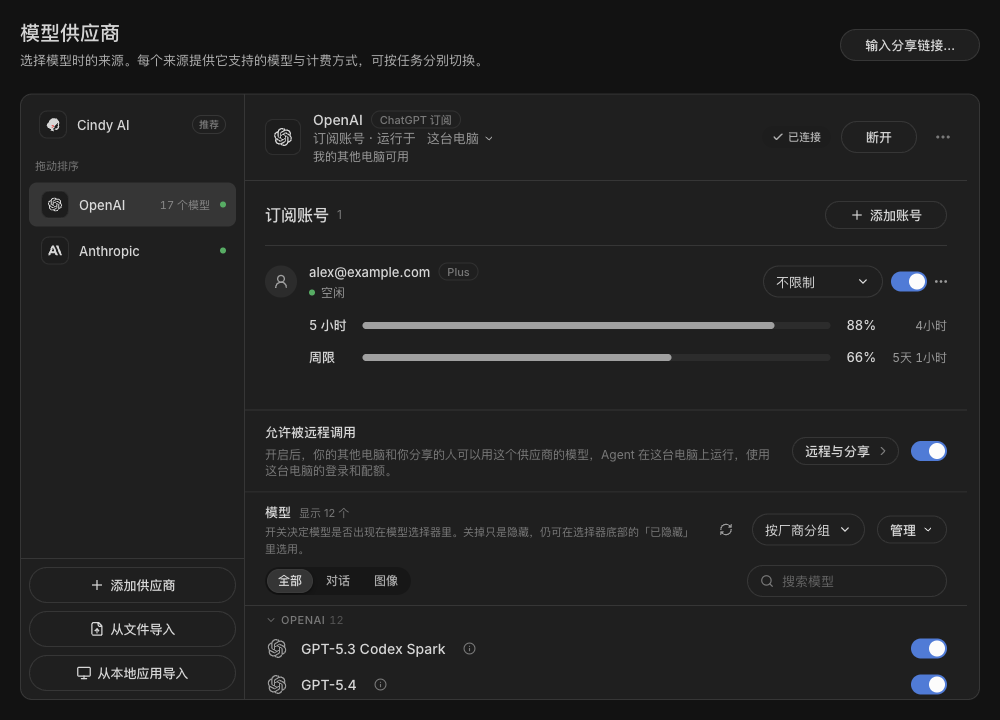 模型供应商
选择模型时的来源。每个来源提供它支持的模型与计费方式，可按任务分别切换。
输入分享链接...
Cindy AI
推荐
拖动排序
OpenAI
17 个模型
Anthropic
添加供应商
从文件导入
从本地应用导入
OpenAI
ChatGPT 订阅
订阅账号 · 运行于 这台电脑
我的其他电脑可用
已连接
断开
订阅账号 1
添加账号
alex@example.com
Plus
空闲
不限制
5 小时
88%
4小时
周限
66%
5天 1小时
允许被远程调用
开启后，你的其他电脑和你分享的人可以用这个供应商的模型，Agent 在这台电脑上运行，使用
这台电脑的登录和配额。
远程与分享
模型 显示 12 个
开关决定模型是否出现在模型选择器里。关掉只是隐藏，仍可在选择器底部的「已隐藏」
里选用。
按厂商分组
管理
全部
对话
图像
搜索模型
OPENAI 12
GPT-5.3 Codex Spark
GPT-5.4